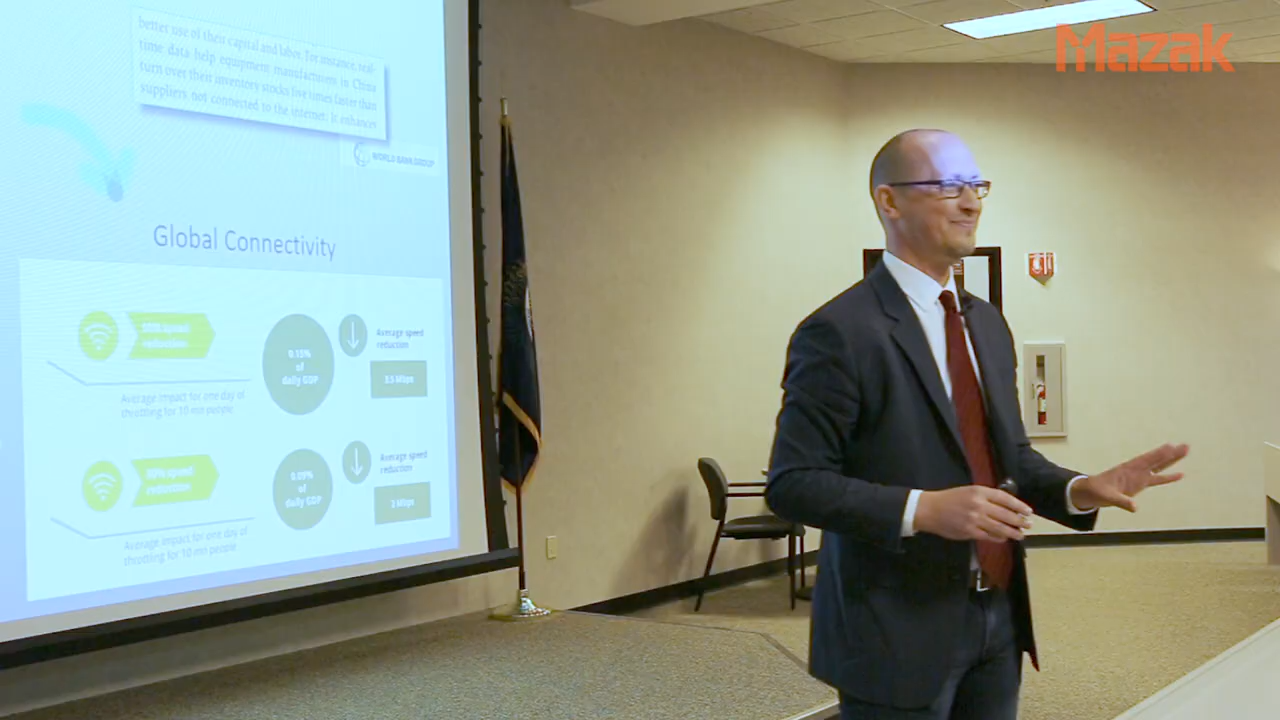 Mazak
better use of their capital and labor. For instance, real-
time data help equipment manufacturers in China
turn over their inventory stocks five times faster than
suppliers not connected to the internet. It enhances
WORLD BANK GROUP
Global Connectivity
speed
reduction
Average impact for one day of
throttling for 10 mn people
0.15%
of
daily GDP
Average speed
reduction
speed
reduction
Average impact for one day of
throttling for 10 mn people
0.09%
of
daily GDP
Average speed
reduction
2 Mbps